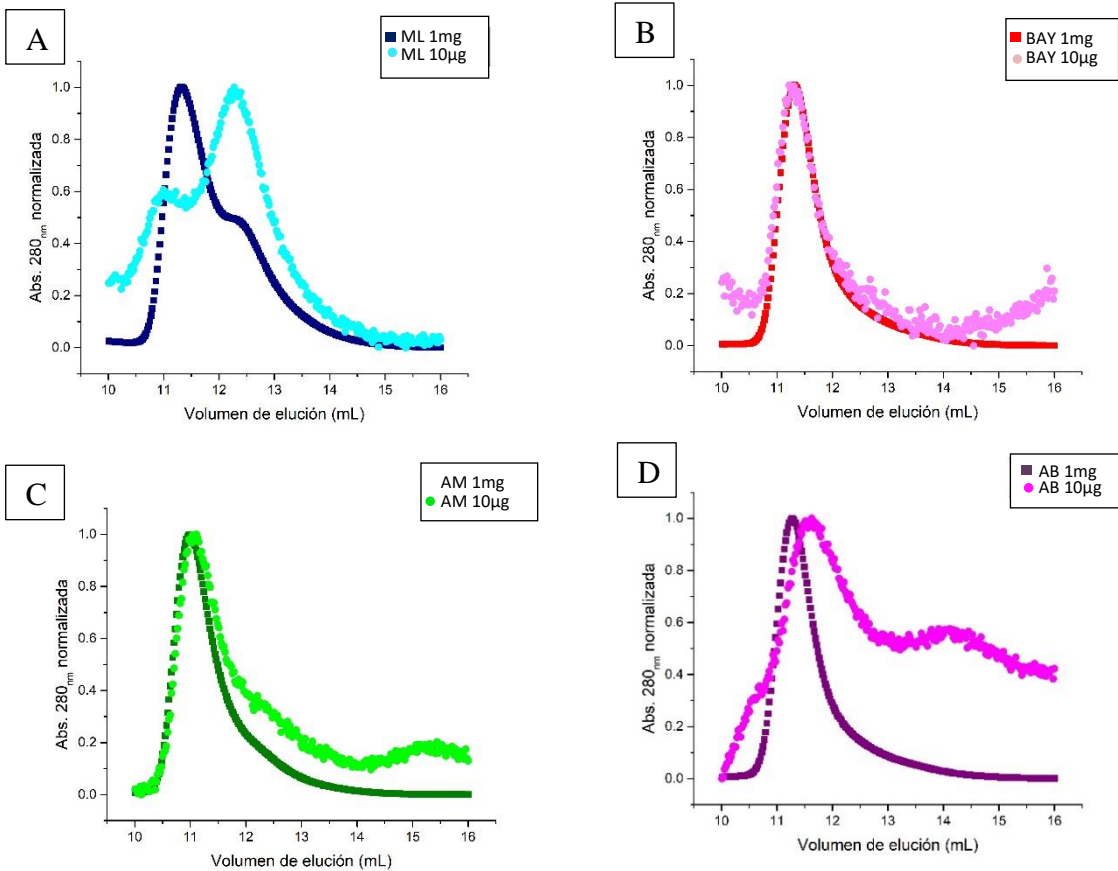 A
ML 1mg
ML 10µg
Abs. 280nm normalizada
1.0
0.8
0.6
0.4
0.2
0.0
10 11 12 13 14 15 16
Volumen de elución (mL)
B
BAY 1mg
BAY 10µg
Abs. 280nm normalizada
1.0
0.8
0.6
0.4
0.2
0.0
10 11 12 13 14 15 16
Volumen de elución (mL)
C
AM 1mg
AM 10µg
Abs. 280nm normalizada
1.0
0.8
0.6
0.4
0.2
0.0
10 11 12 13 14 15 16
Volumen de elución (mL)
D
AB 1mg
AB 10µg
Abs. 280nm normalizada
1.0
0.8
0.6
0.4
0.2
0.0
10 11 12 13 14 15 16
Volumen de elución (mL)